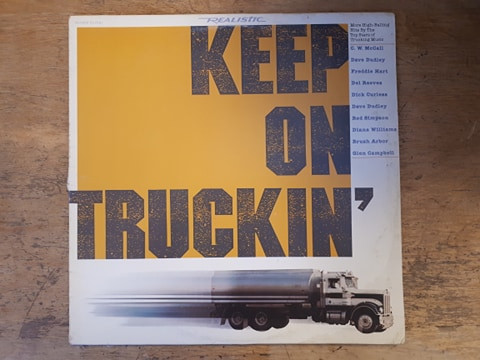 REALISTIC
More High-Balling
Hits By The
Top Stars of
Trucking Music
C. W. McCall
Dave Dudley
Freddie Hart
Del Reeves
Dick Curless
Dave Dudley
Red Simpson
Diana Williams
Brush Arbor
Glen Campbell
KEEP
ON
TRUCKIN'